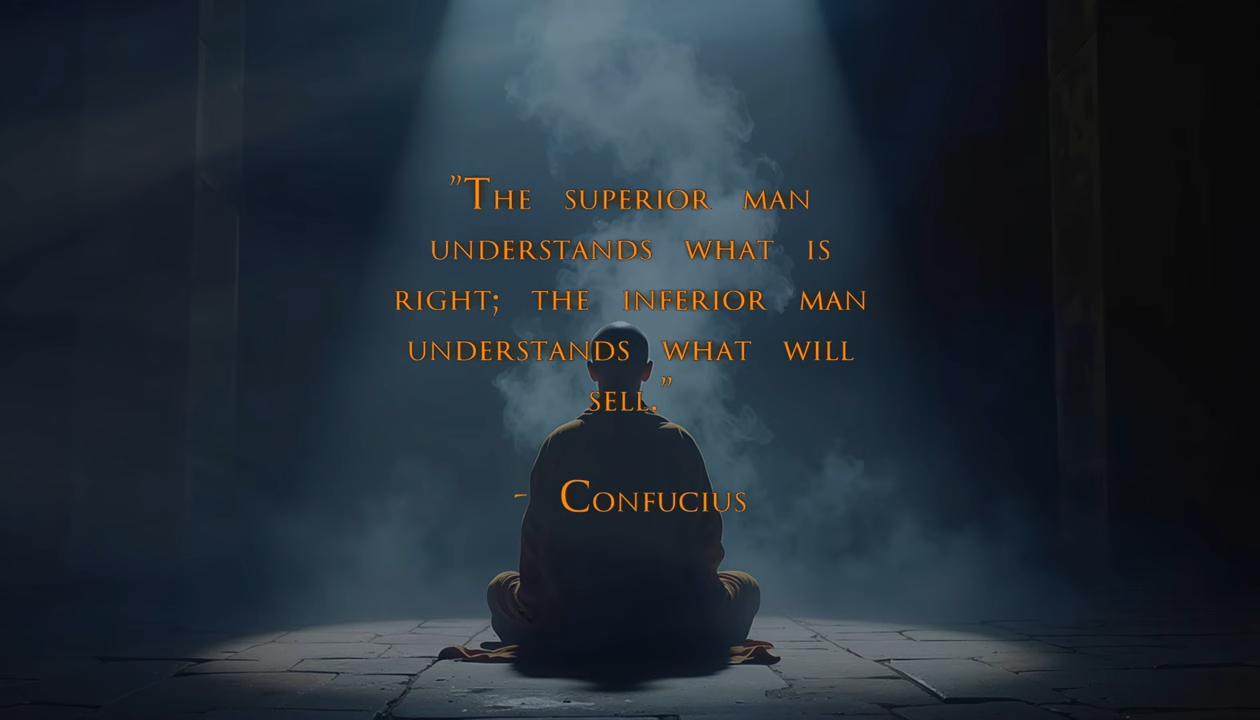 ”The superior man
understands what is
right; the inferior man
understands what will
sell.”
- Confucius